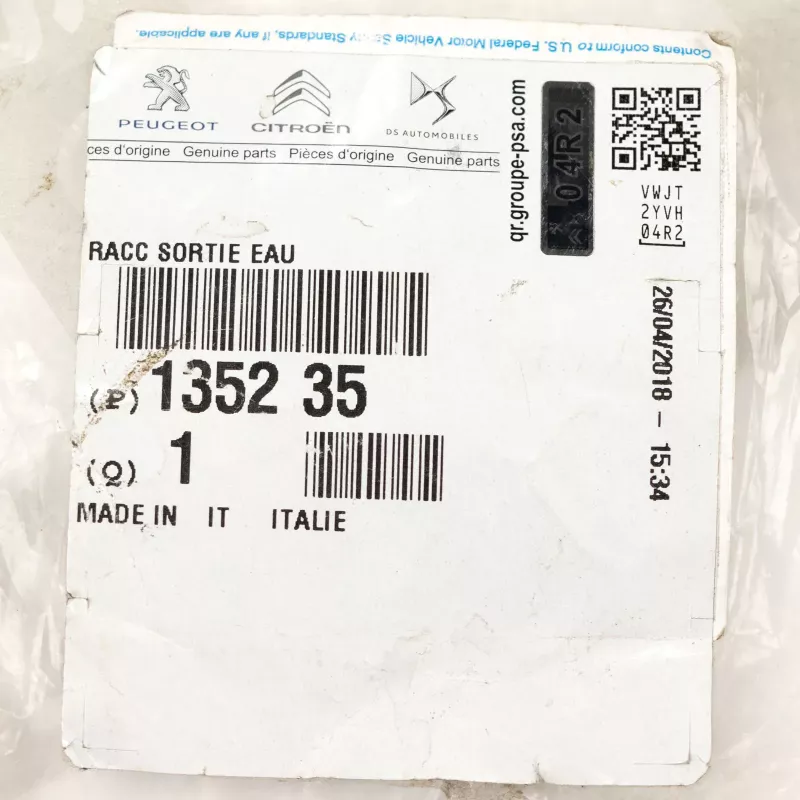 Contents conform to U.S. Federal Motor Vehicle Safety Standards, if any are applicable.
PEUGEOT
CITROËN
DS AUTOMOBILES
ces d'origine Genuine parts Pièces d'origine Genuine parts
qr.groupe-psa.com
04R2
VWJT
2YVH
04R2
RACC SORTIE EAU
(P) 1352 35
(Q) 1
MADE IN IT ITALIE
26/04/2018 - 15:34